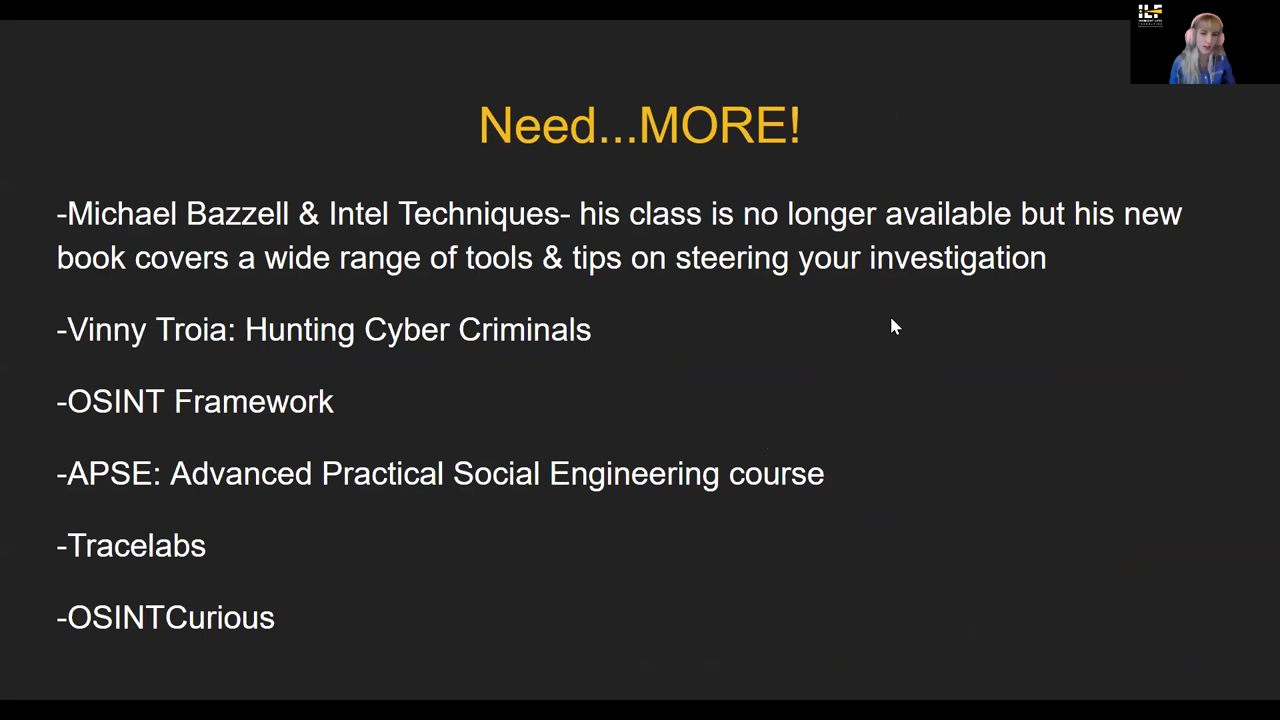 ILF
Need...MORE!
-Michael Bazzell & Intel Techniques- his class is no longer available but his new
book covers a wide range of tools & tips on steering your investigation
-Vinny Troia: Hunting Cyber Criminals
-OSINT Framework
-APSE: Advanced Practical Social Engineering course
-Tracelabs
-OSINTCurious